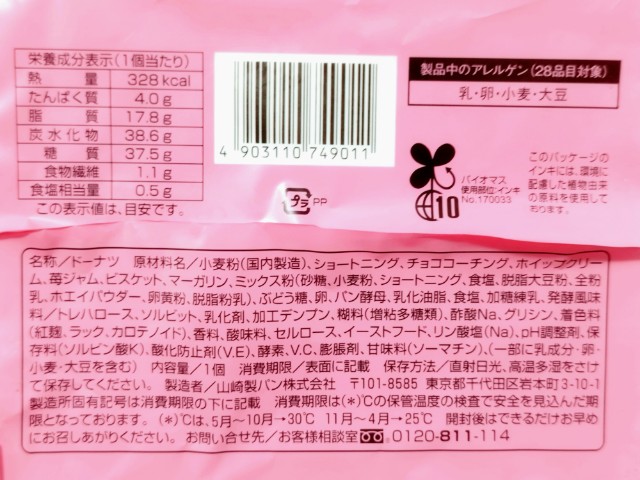 栄養成分表示(1個当たり)
熱量 328kcal
たんぱく質 4.0g
脂質 17.8g
炭水化物 38.6g
糖質 37.5g
食物繊維 1.1g
食塩相当量 0.5g
この表示値は、目安です。
4 903110 749011
プラ PP
製品中のアレルゲン(28品目対象)
乳・卵・小麦・大豆
バイオマス
使用部位:インキ
No.170033
10
このパッケージの
インキには、環境に
配慮した植物由来
の原料を使用して
おります。
名称/ドーナツ 原材料名/小麦粉(国内製造)、ショートニング、チョココーチング、ホイップクリー
ム、苺ジャム、ビスケット、マーガリン、ミックス粉(砂糖、小麦粉、ショートニング、食塩、脱脂大豆粉、全粉
乳、ホエイパウダー、卵黄粉、脱脂粉乳)、ぶどう糖、卵、パン酵母、乳化油脂、食塩、加糖練乳、発酵風味
料/トレハロース、ソルビット、乳化剤、加工デンプン、糊料(増粘多糖類)、酢酸Na、グリシン、着色料
(紅麹、ラック、カロテノイド)、香料、酸味料、セルロース、イーストフード、リン酸塩(Na)、pH調整剤、保
存料(ソルビン酸K)、酸化防止剤(V.E)、酵素、V.C、膨脹剤、甘味料(ソーマチン)、(一部に乳成分・卵・
小麦・大豆を含む) 内容量/1個 消費期限/表面に記載 保存方法/直射日光、高温多湿をさけ
て保存してください。 製造者/山崎製パン株式会社 〒101-8585 東京都千代田区岩本町3-10-1
製造所固有記号は消費期限の下に記載 消費期限は(*)℃の保管温度の検査で安全を見込んだ期
限となっております。(*)℃は、5月〜10月→30℃ 11月〜4月→25℃ 開封後はできるだけお早め
にお召しあがりください。 お問い合せ先/お客様相談室 0120-811-114